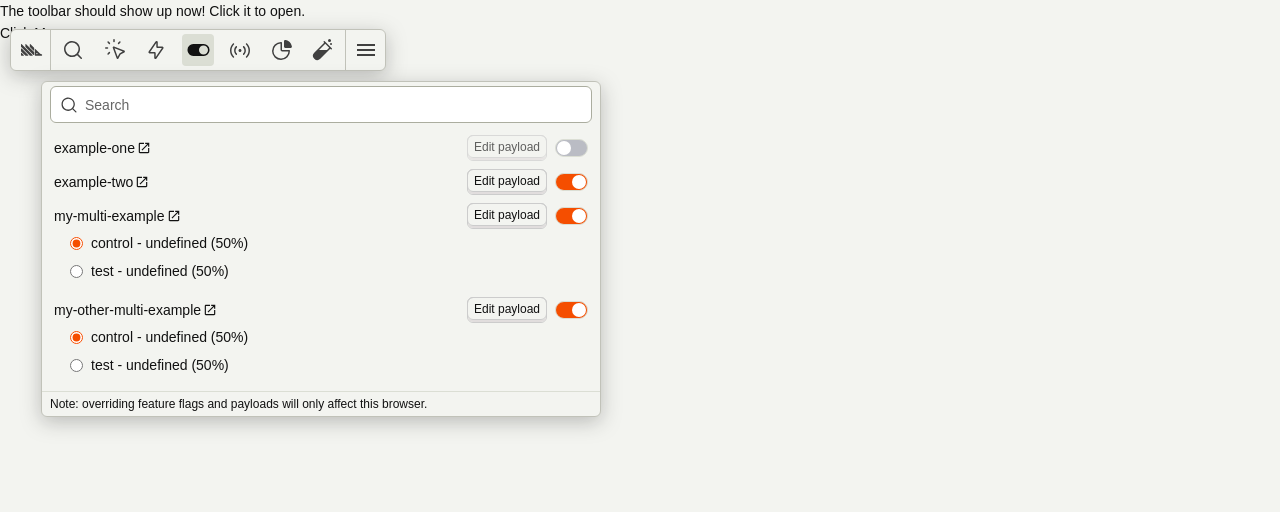 The toolbar should show up now! Click it to open.
Search
example-one
Edit payload
example-two
Edit payload
my-multi-example
Edit payload
control - undefined (50%)
test - undefined (50%)
my-other-multi-example
Edit payload
control - undefined (50%)
test - undefined (50%)
Note: overriding feature flags and payloads will only affect this browser.